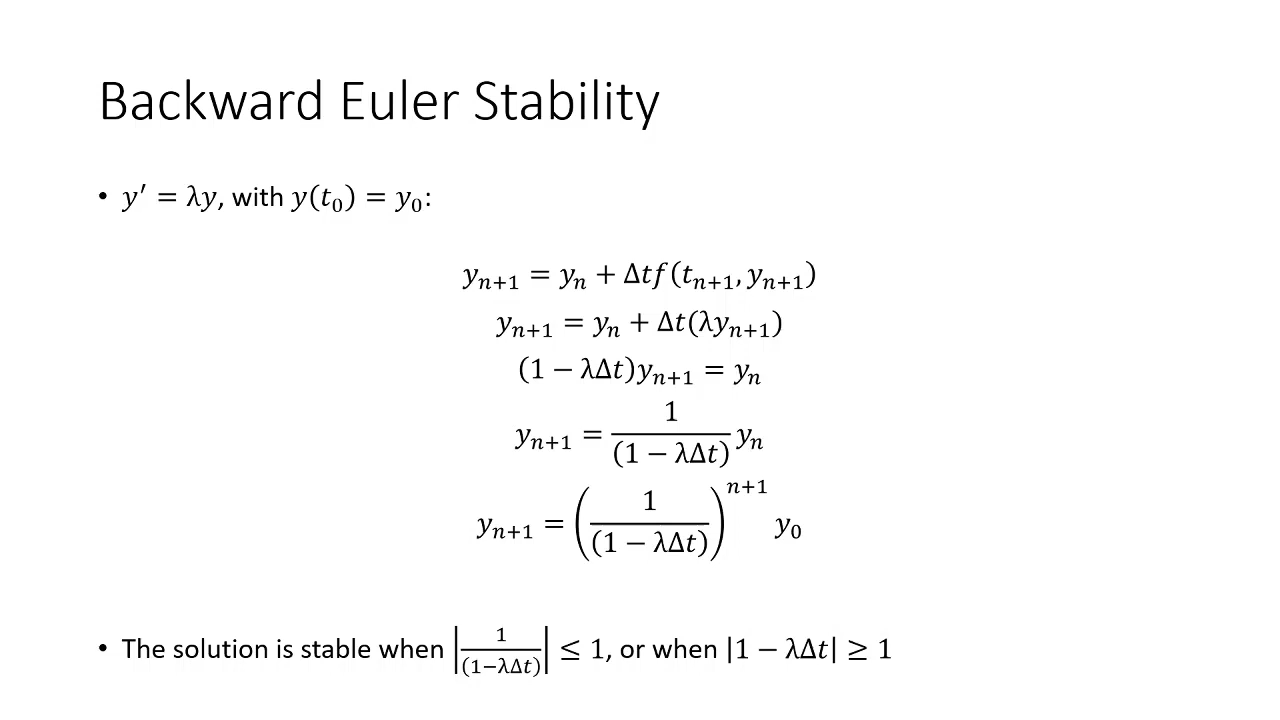 Backward Euler Stability
• y′ = λy, with y(t₀) = y₀:
yₙ₊₁ = yₙ + Δtf(tₙ₊₁, yₙ₊₁)
yₙ₊₁ = yₙ + Δt(λyₙ₊₁)
(1 − λΔt)yₙ₊₁ = yₙ
yₙ₊₁ = 1/(1 − λΔt) yₙ
yₙ₊₁ = (1/(1 − λΔt))ⁿ⁺¹ y₀
• The solution is stable when |1/(1−λΔt)| ≤ 1, or when |1 − λΔt| ≥ 1